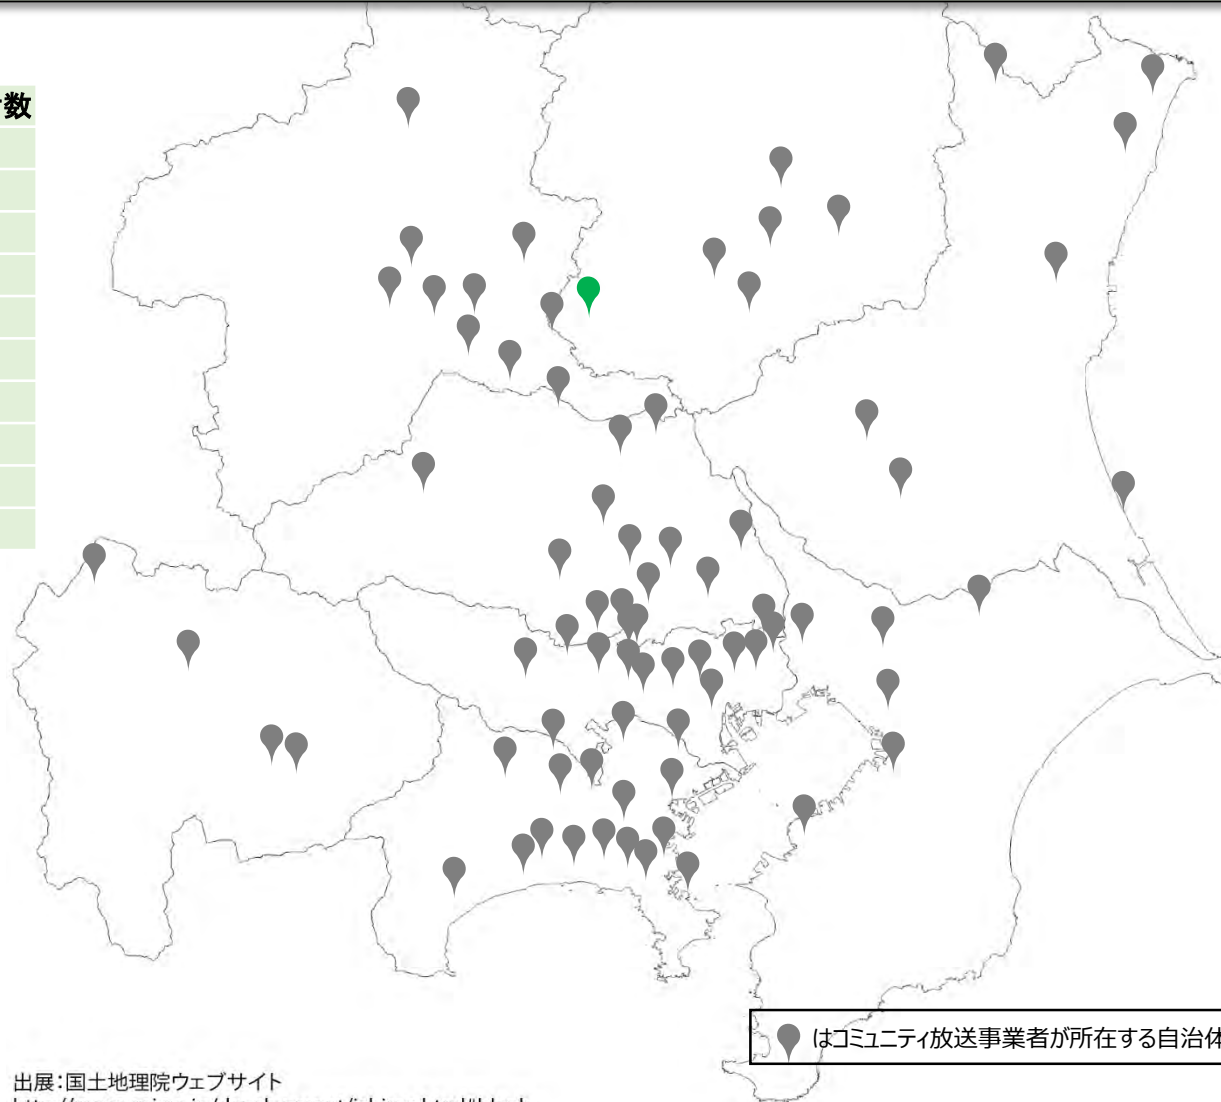 数
はコミュニティ放送事業者が所在する自治体
出展：国土地理院ウェブサイト